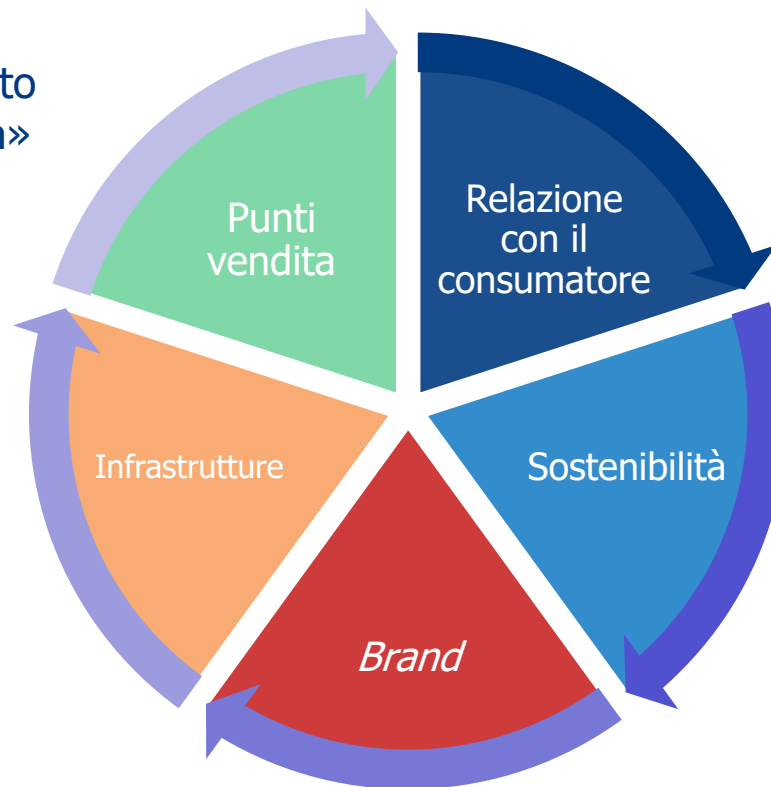 Punti
vendita
Relazione
con il
consumatore
Infrastrutture
Sostenibilità
Brand